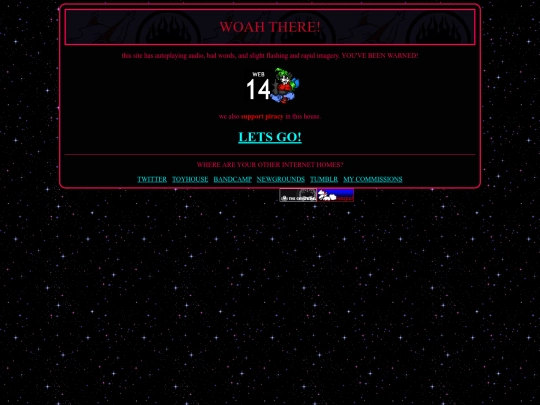 WOAH THERE!
this site has autoplaying audio, bad words, and slight flashing and rapid imagery. YOU'VE BEEN WARNED!
WEB
14
we also support piracy in this house
LETS GO!
WHERE ARE YOUR OTHER INTERNET HOMES?
TWITTER TOYHOUSE BANDCAMP NEWGROUNDS TUMBLR MY COMMISSIONS